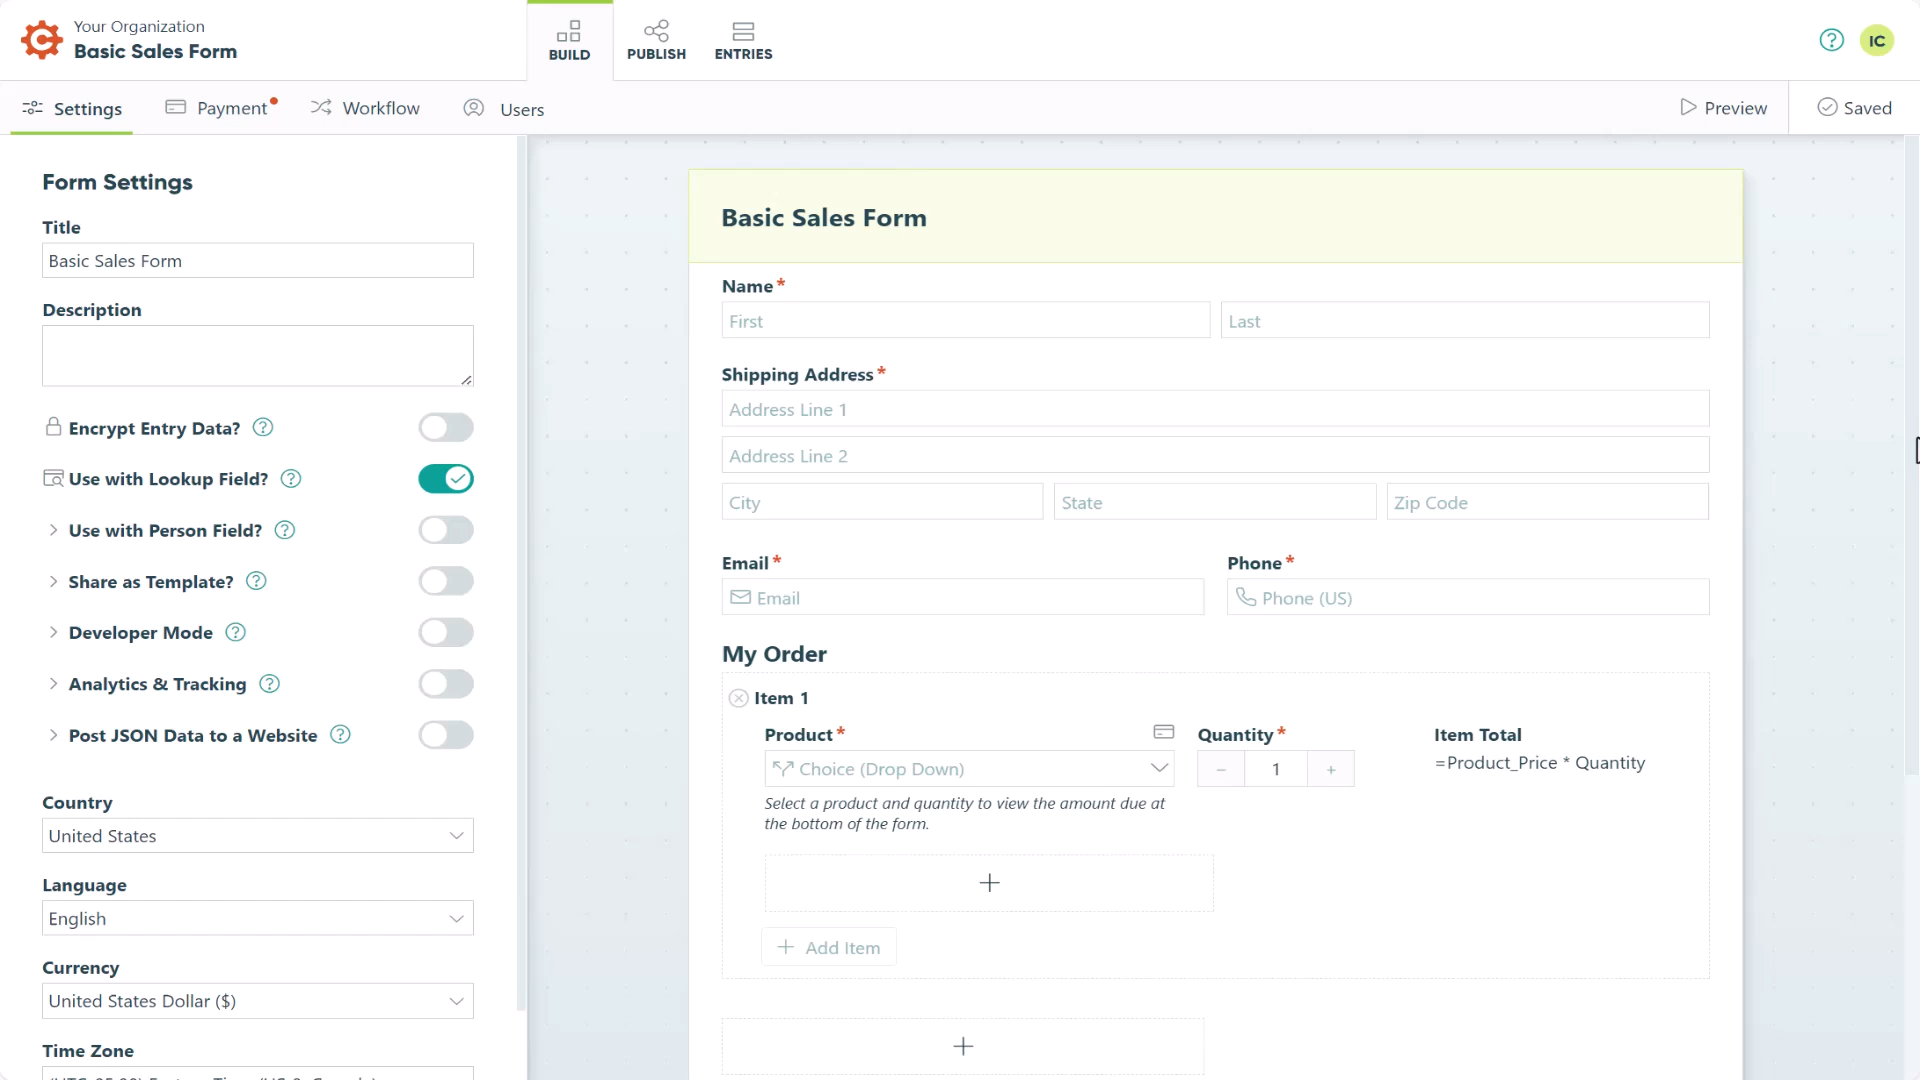 Your Organization
Basic Sales Form
BUILD
PUBLISH
ENTRIES
?
IC
Settings
Payment
Workflow
Users
Preview
Saved
Form Settings
Title
Basic Sales Form
Description
Encrypt Entry Data? ?
Use with Lookup Field? ?
Use with Person Field? ?
Share as Template? ?
Developer Mode ?
Analytics & Tracking ?
Post JSON Data to a Website ?
Country
United States
Language
English
Currency
United States Dollar ($)
Time Zone
Basic Sales Form
Name*
First
Last
Shipping Address*
Address Line 1
Address Line 2
City
State
Zip Code
Email*
Phone*
Email
Phone (US)
My Order
Item 1
Product*
Quantity*
Item Total
Choice (Drop Down)
− 1 +
=Product_Price * Quantity
Select a product and quantity to view the amount due at
the bottom of the form.
+
+ Add Item
+